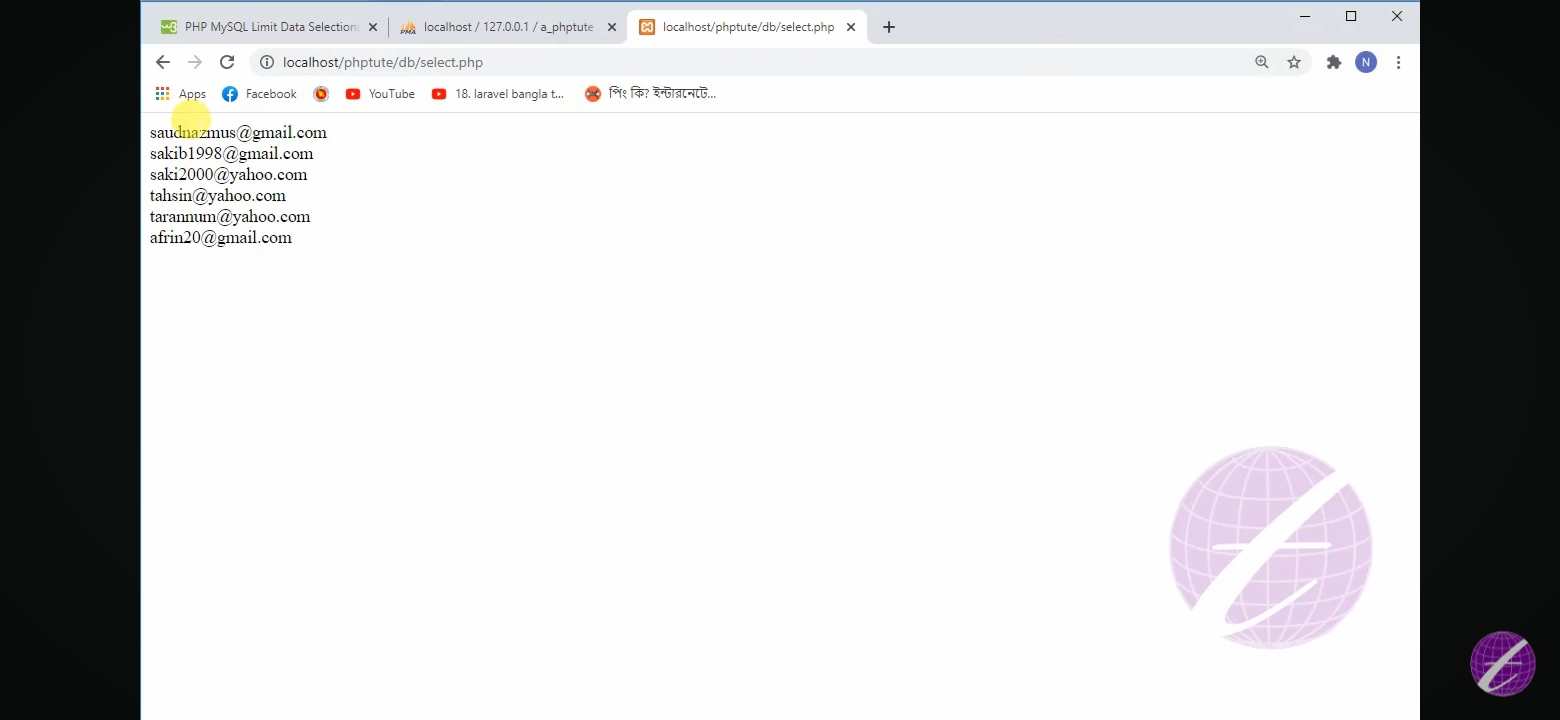 PHP MySQL Limit Data Selection
localhost / 127.0.0.1 / a_phptute
localhost/phptute/db/select.php
localhost/phptute/db/select.php
N
Apps
Facebook
YouTube
18. laravel bangla t...
পিং কি? ইন্টারনেটে...
saudnazmus@gmail.com
sakib1998@gmail.com
saki2000@yahoo.com
tahsin@yahoo.com
tarannum@yahoo.com
afrin20@gmail.com